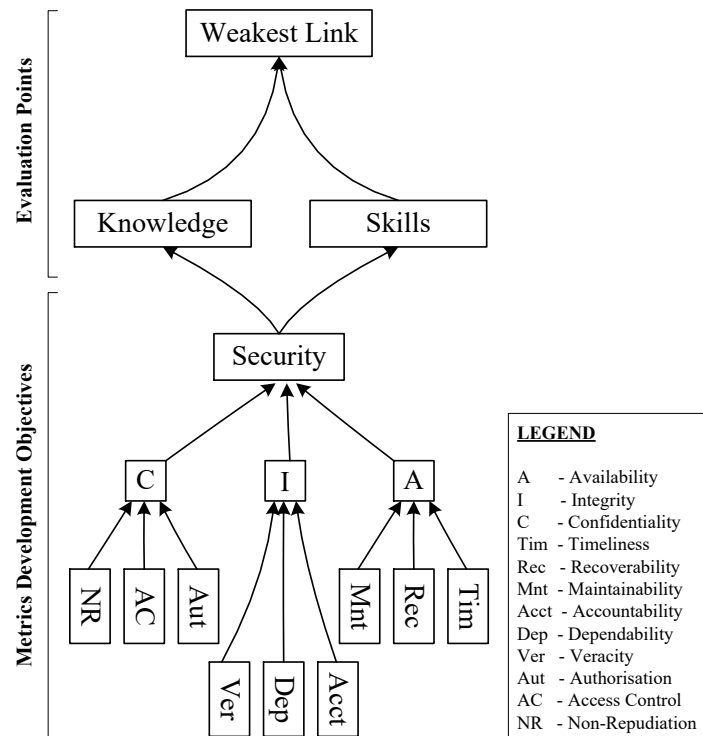 Weakest Link
Evaluation Points
Knowledge
Skills
Security
Metrics Development Objectives
C
I
A
NR
AC
Aut
Mnt
Rec
Tim
Ver
Dep
Acct
LEGEND
A - Availability
I - Integrity
C - Confidentiality
Tim - Timeliness
Rec - Recoverability
Mnt - Maintainability
Acct - Accountability
Dep - Dependability
Ver - Veracity
Aut - Authorisation
AC - Access Control
NR - Non-Repudiation